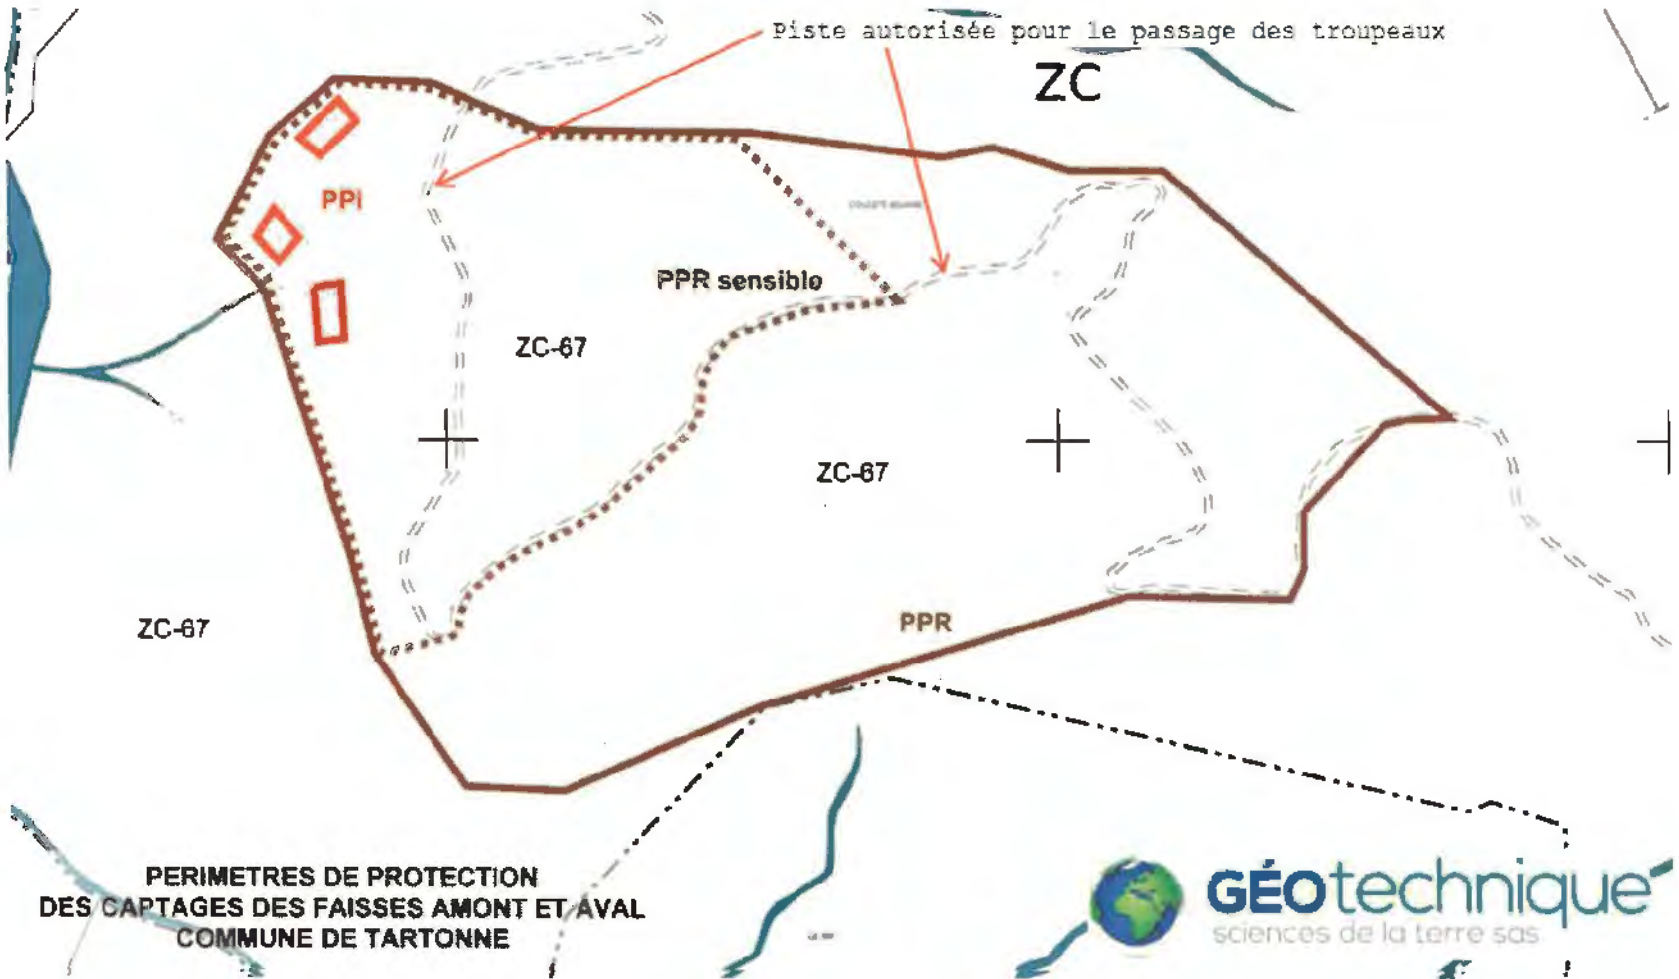 Piste autorisée pour le passage des troupeaux
ZC
PPI
PPR sensible
ZC-67
ZC-67
ZC-67
PPR
PERIMETRES DE PROTECTION
DES CAPTAGES DES FAISSES AMONT ET AVAL
COMMUNE DE TARTONNE
GÉOtechnique
sciences de la terre sas